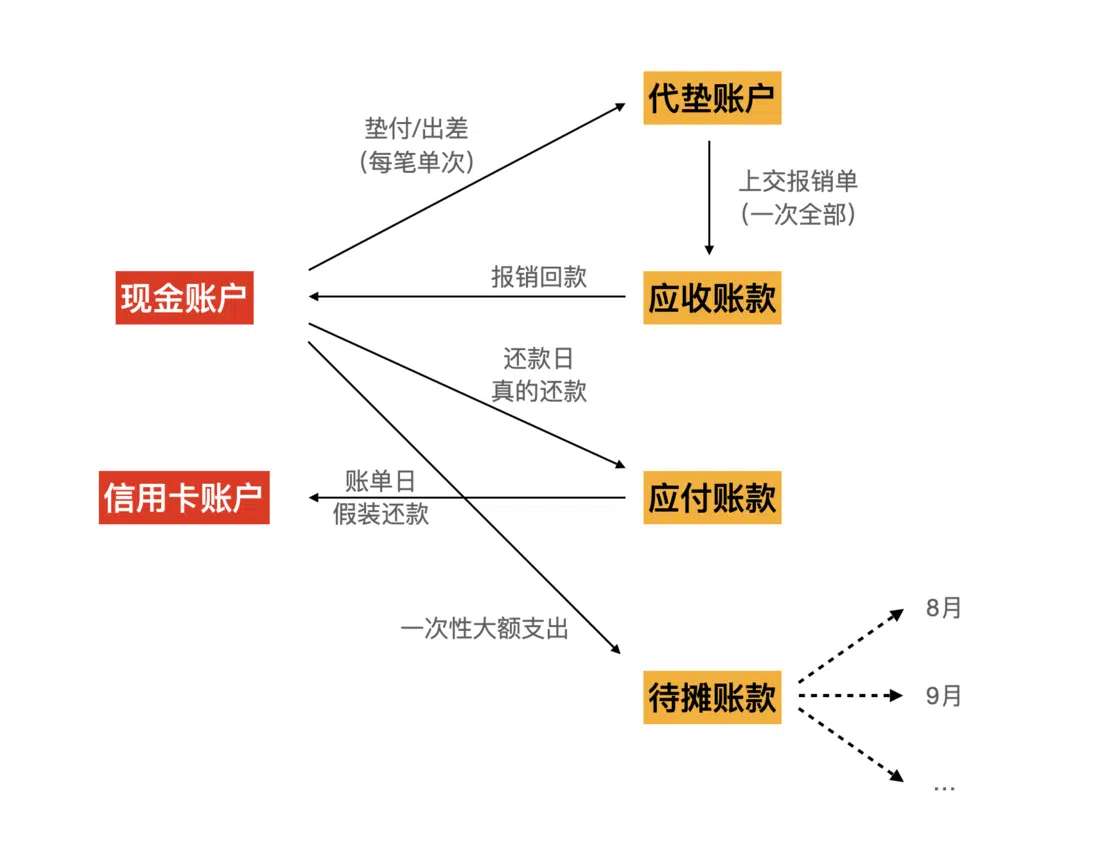 代垫账户
垫付/出差
（每笔单次）
上交报销单
（一次全部）
报销回款
现金账户
应收账款
还款日
真的还款
账单日
信用卡账户
应付账款
假装还款
8月
一次性大额支出
待摊账款
9月
...